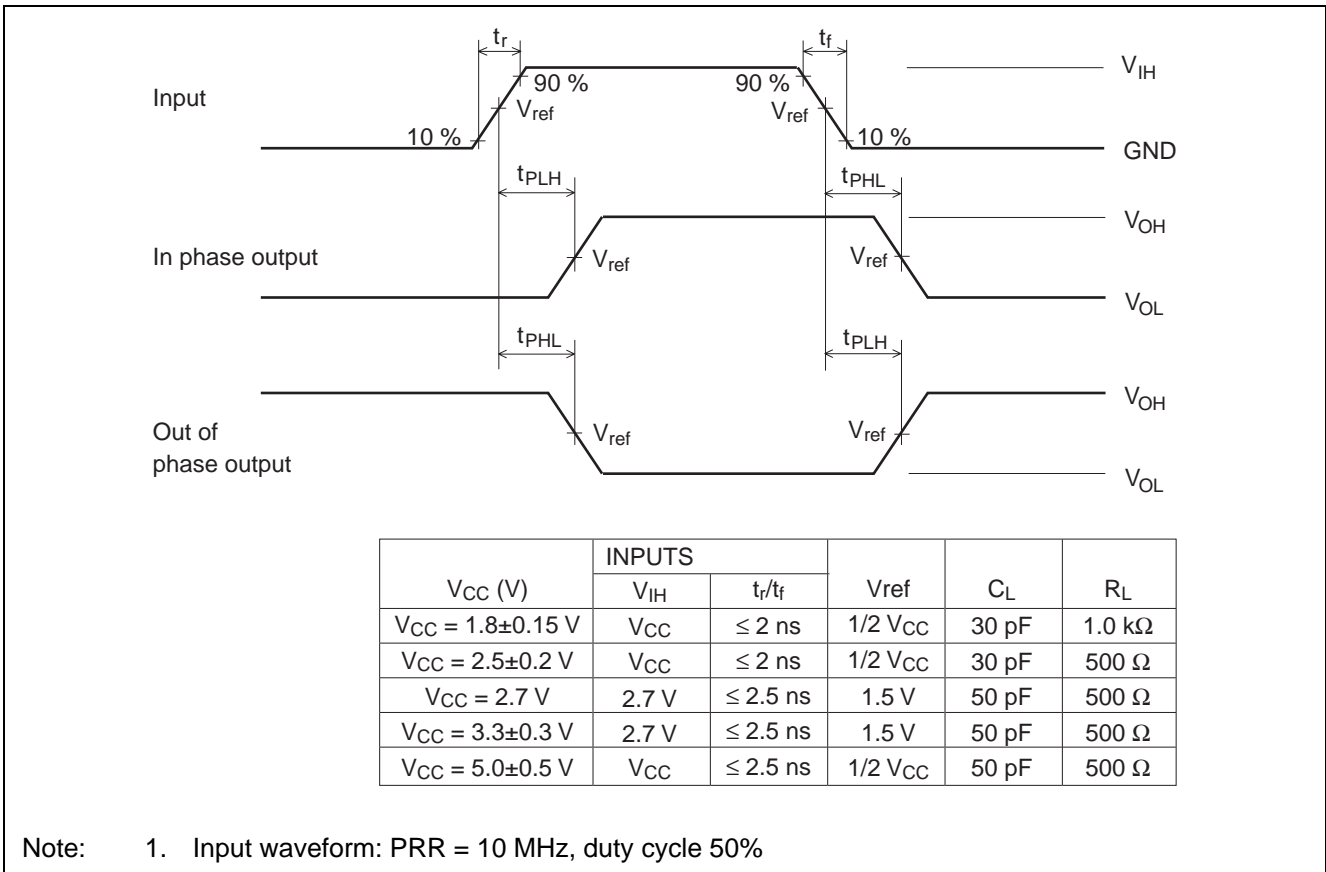 tr tf
VIH
90 % 90 %
Input
Vref Vref
10 % 10 %
GND
tPLH tPHL
VOH
In phase output Vref Vref
VOL
tPHL tPLH
VOH
Out of
phase output
Vref Vref
VOL
INPUTS
VCC (V) VIH tr/tf Vref CL RL
VCC = 1.8±0.15 V VCC ≤ 2 ns 1/2 VCC 30 pF 1.0 kΩ
VCC = 2.5±0.2 V VCC ≤ 2 ns 1/2 VCC 30 pF 500 Ω
VCC = 2.7 V 2.7 V ≤ 2.5 ns 1.5 V 50 pF 500 Ω
VCC = 3.3±0.3 V 2.7 V ≤ 2.5 ns 1.5 V 50 pF 500 Ω
VCC = 5.0±0.5 V VCC ≤ 2.5 ns 1/2 VCC 50 pF 500 Ω
Note: 1. Input waveform: PRR = 10 MHz, duty cycle 50%